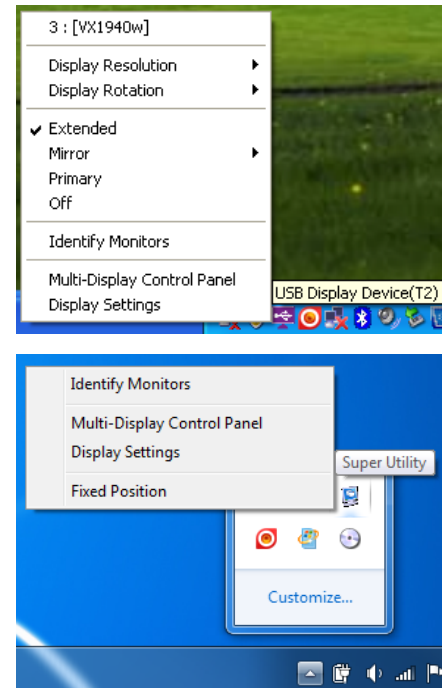 3 : [VX1940w]
Display Resolution
Display Rotation
Extended
Mirror
Primary
Off
Identify Monitors
Multi-Display Control Panel
Display Settings
USB Display Device(T2)
Identify Monitors
Multi-Display Control Panel
Display Settings
Fixed Position
Super Utility
Customize...